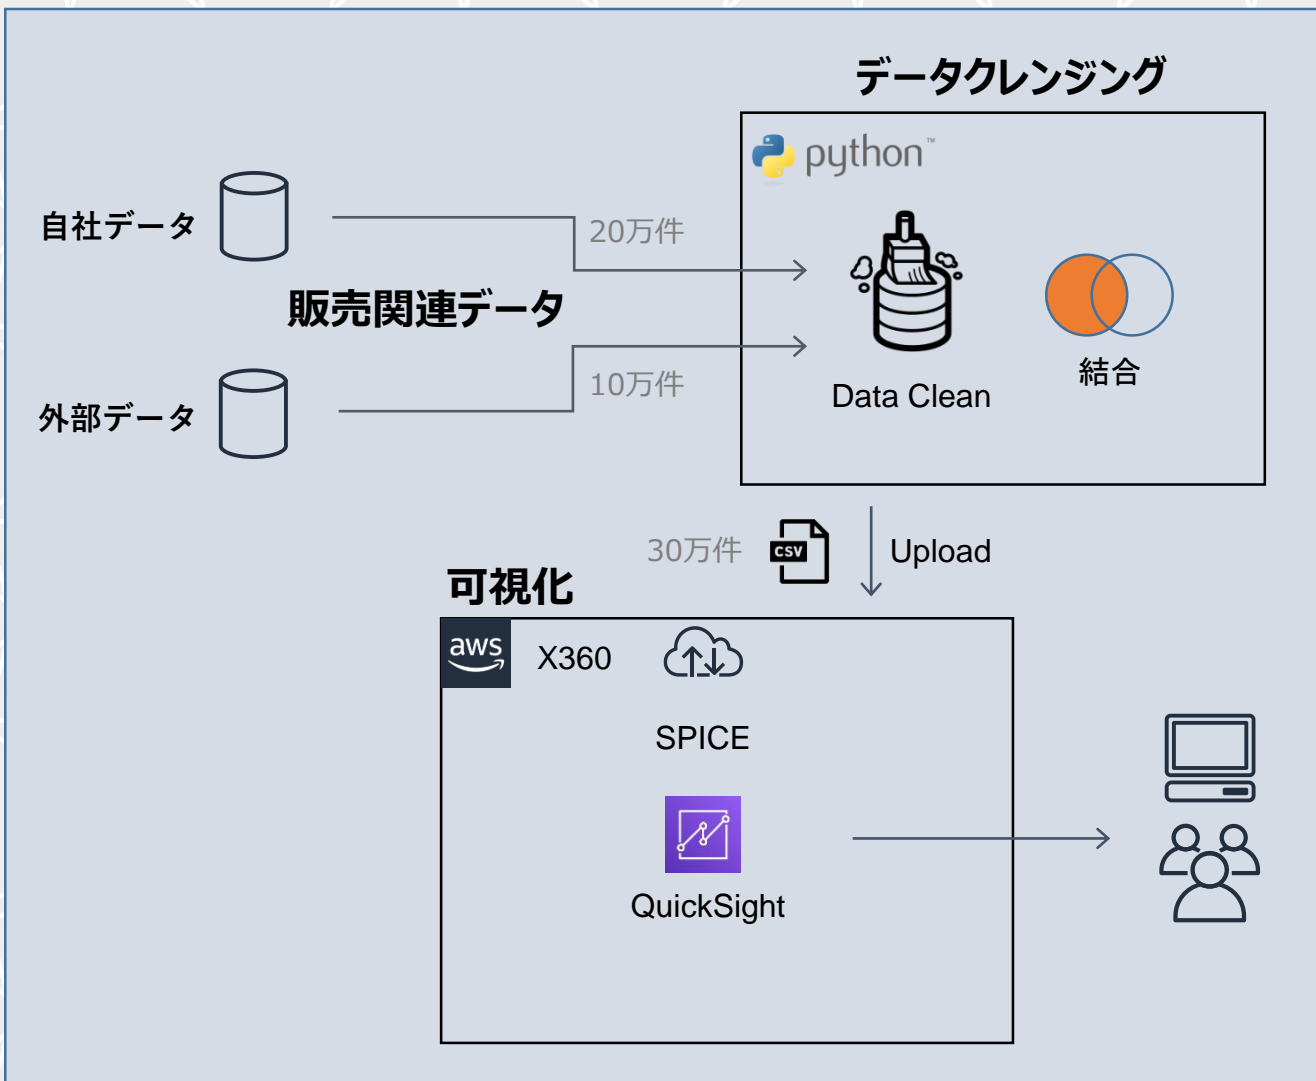 データクレンジング
python™
自社データ
20万件
販売関連データ
10万件
外部データ
Data Clean
結合
30万件
CSV
Upload
可視化
aws
X360
SPICE
QuickSight